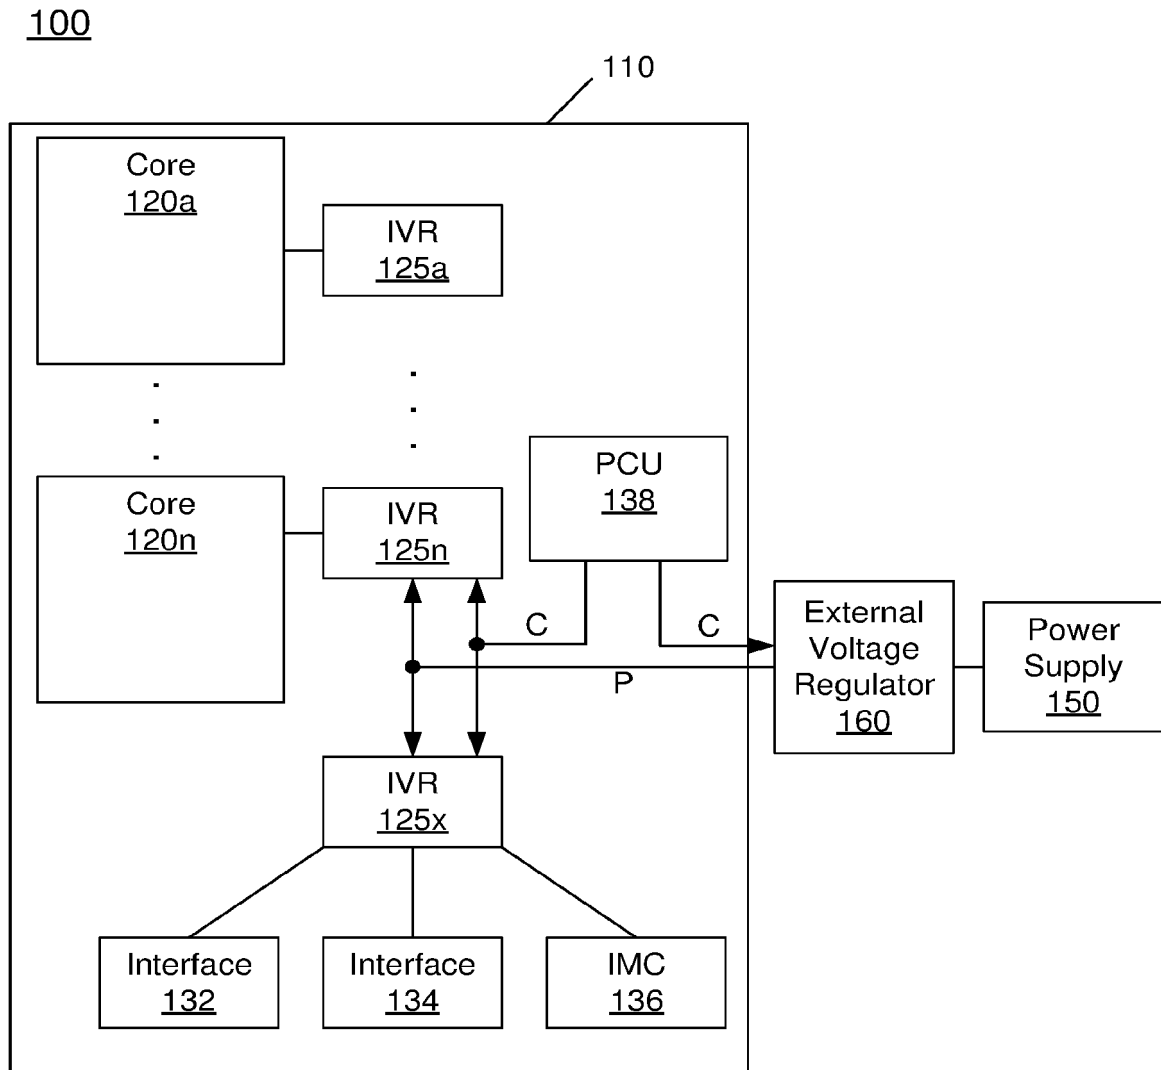 100
110
Core
120a
IVR
125a
Core
120n
IVR
125n
PCU
138
C
C
P
External
Voltage
Regulator
160
Power
Supply
150
IVR
125x
Interface
132
Interface
134
IMC
136